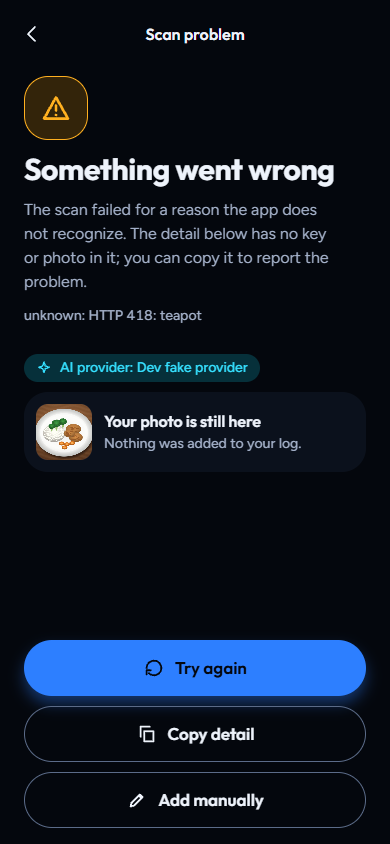 Scan problem
Something went wrong
The scan failed for a reason the app does
not recognize. The detail below has no key
or photo in it; you can copy it to report the
problem.
unknown: HTTP 418: teapot
AI provider: Dev fake provider
Your photo is still here
Nothing was added to your log.
Try again
Copy detail
Add manually